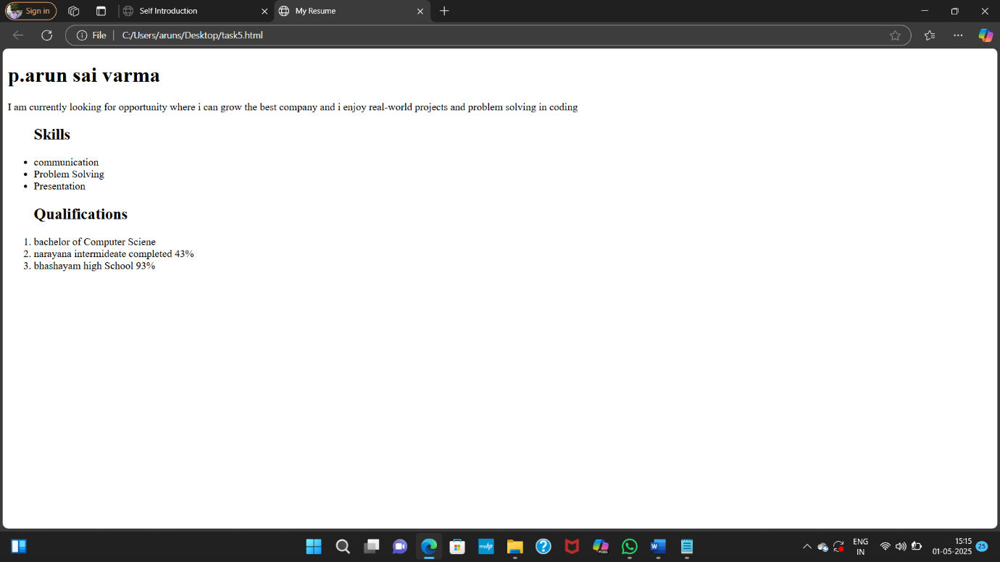 Sign in
Self Introduction
My Resume
File
C:/Users/aruns/Desktop/task5.html
p.arun sai varma
I am currently looking for opportunity where i can grow the best company and i enjoy real-world projects and problem solving in coding
Skills
• communication
• Problem Solving
• Presentation
Qualifications
1. bachelor of Computer Sciene
2. narayana intermideate completed 43%
3. bhashayam high School 93%
myhp
M365
W
ENG
IN
15:15
01-05-2025
25